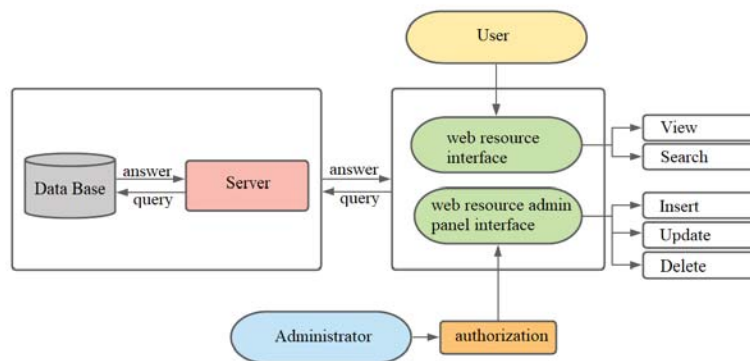 User
View
web resource
interface
Search
answer
answer
Data Base
Server
query
query
web resource admin
panel interface
Insert
Update
Delete
Administrator
authorization